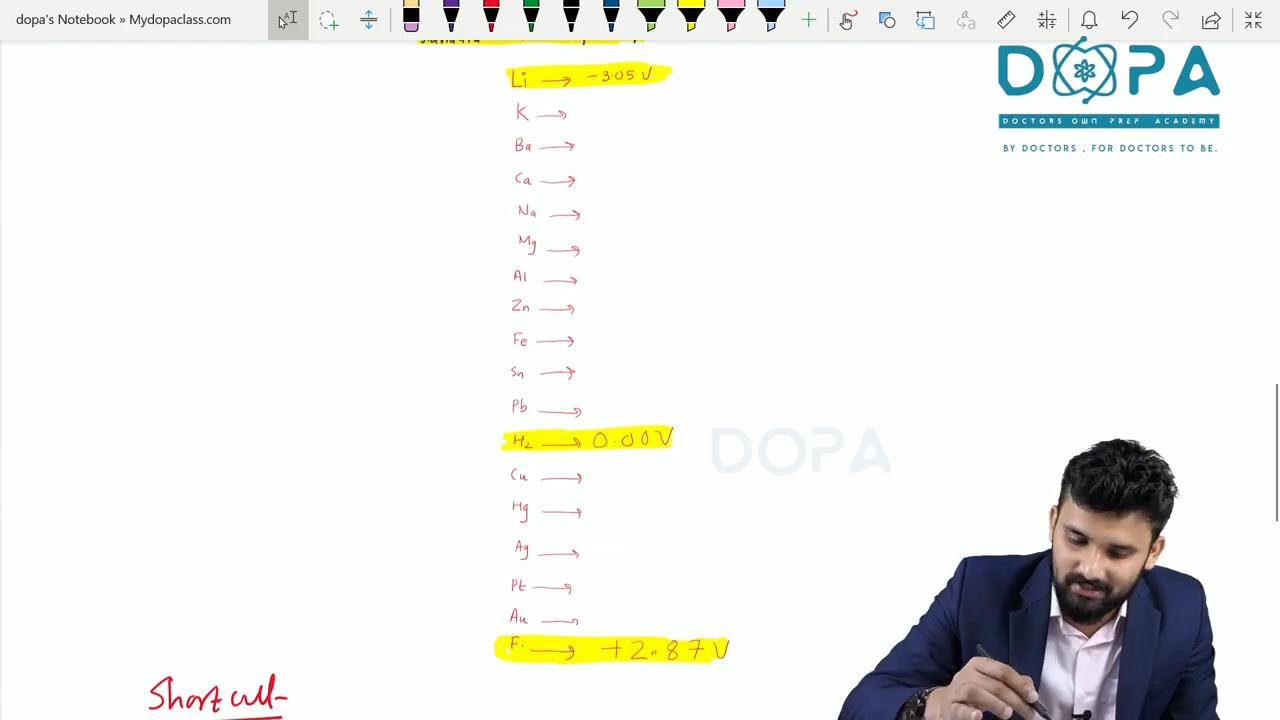 dopa's Notebook » Mydopaclass.com
DOPA
DOCTORS OWN PREP ACADEMY
BY DOCTORS , FOR DOCTORS TO BE.
Li → -3.05 V
K →
Ba →
Ca →
Na →
Mg →
Al →
Zn →
Fe →
Sn →
Pb →
H₂ → 0.00V
DOPA
Cu →
Hg →
Ag →
Pt →
Au →
F. → +2.87 V
Short cut